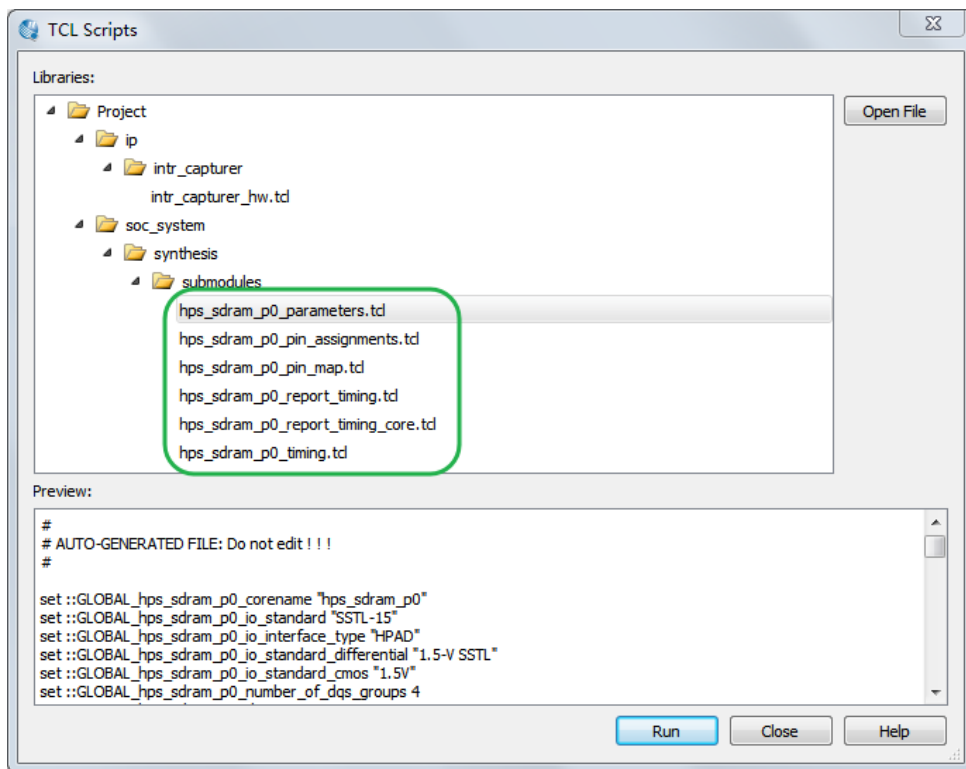 TCL Scripts
Libraries:
Project
Open File
ip
intr_capturer
intr_capturer_hw.tcl
soc_system
synthesis
submodules
hps_sdram_p0_parameters.tcl
hps_sdram_p0_pin_assignments.tcl
hps_sdram_p0_pin_map.tcl
hps_sdram_p0_report_timing.tcl
hps_sdram_p0_report_timing_core.tcl
hps_sdram_p0_timing.tcl
Preview:
#
# AUTO-GENERATED FILE: Do not edit ! ! !
#
set ::GLOBAL_hps_sdram_p0_corename "hps_sdram_p0"
set ::GLOBAL_hps_sdram_p0_io_standard "SSTL-15"
set ::GLOBAL_hps_sdram_p0_io_interface_type "HPAD"
set ::GLOBAL_hps_sdram_p0_io_standard_differential "1.5-V SSTL"
set ::GLOBAL_hps_sdram_p0_io_standard_cmos "1.5V"
set ::GLOBAL_hps_sdram_p0_number_of_dqs_groups 4
Run Close Help